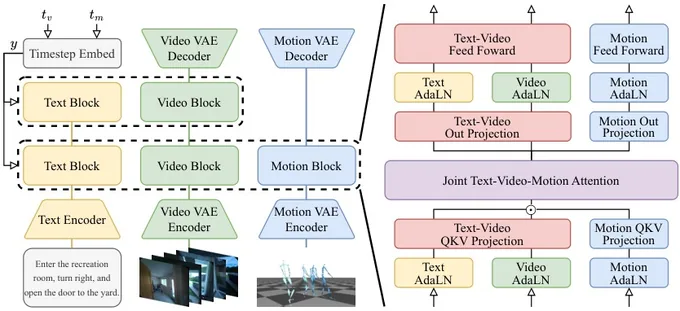 t_v
t_m
y
Timestep Embed
Video VAE
Decoder
Motion VAE
Decoder
Text Block
Video Block
Text Block
Video Block
Motion Block
Text Encoder
Video VAE
Encoder
Motion VAE
Encoder
Enter the recreation
room, turn right, and
open the door to the yard.
Text-Video
Feed Foward
Motion
Feed Forward
Text
AdaLN
Video
AdaLN
Motion
AdaLN
Text-Video
Out Projection
Motion Out
Projection
Joint Text-Video-Motion Attention
Text-Video
QKV Projection
Motion QKV
Projection
Text
AdaLN
Video
AdaLN
Motion
AdaLN